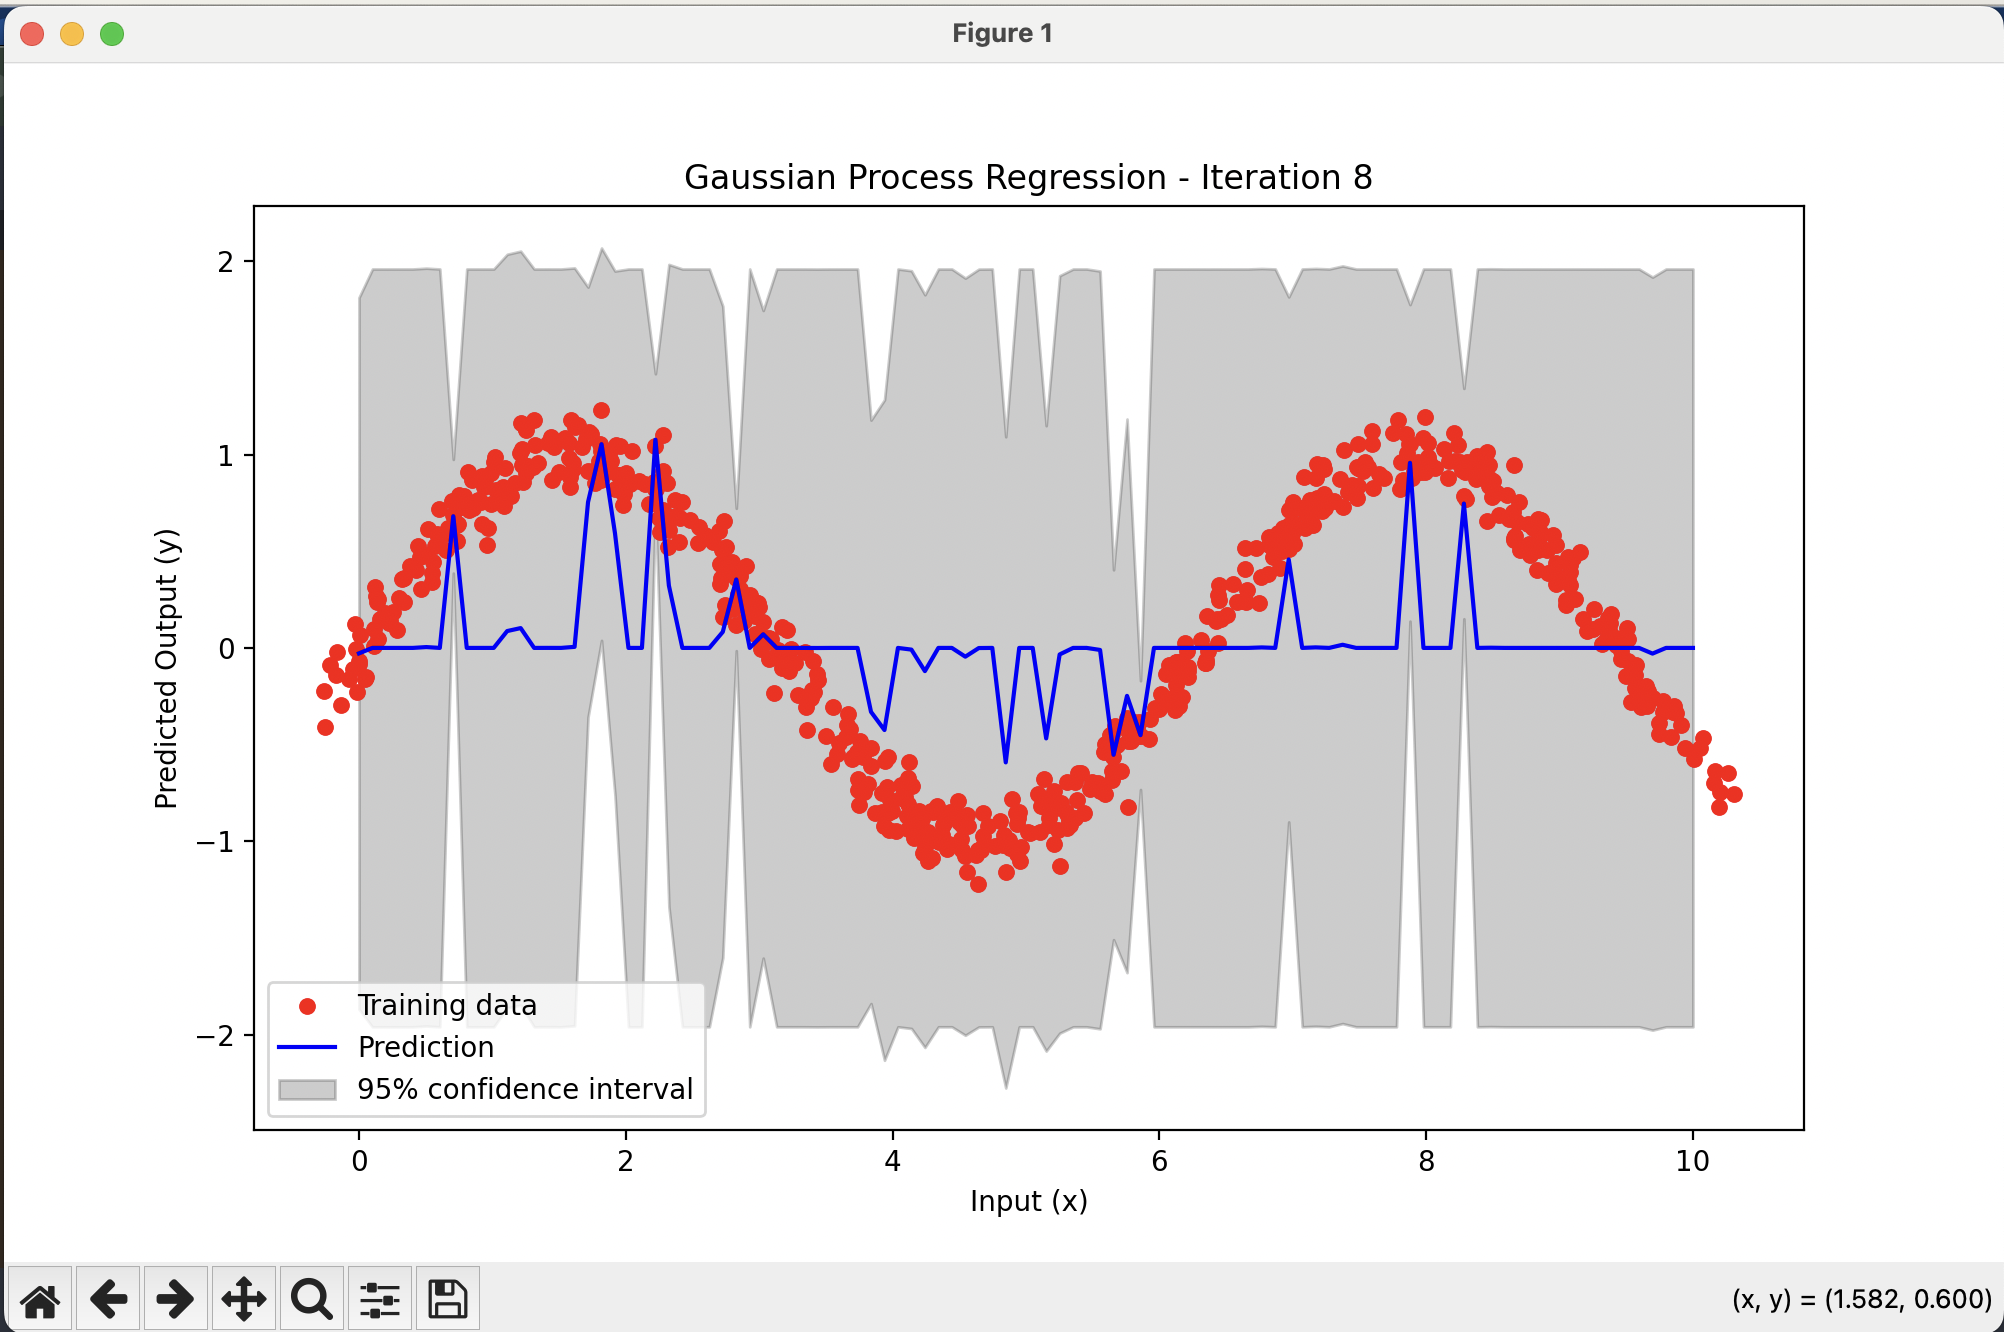 Figure 1
Gaussian Process Regression - Iteration 8
2
1
0
−1
−2
Predicted Output (y)
Training data
Prediction
95% confidence interval
0 2 4 6 8 10
Input (x)
(x, y) = (1.582, 0.600)